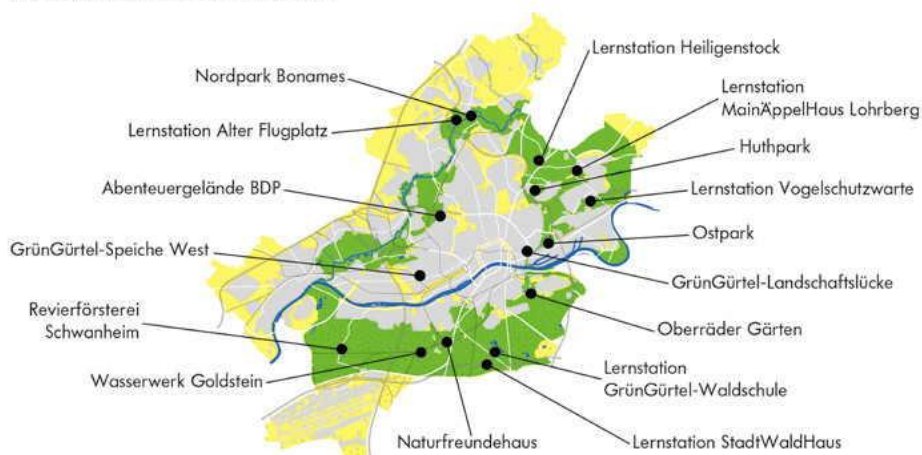 Lernstation Heiligenstock
Nordpark Bonames
Lernstation
MainÄppelHaus Lohrberg
Lernstation Alter Flugplatz
Huthpark
Abenteuergelände BDP
Lernstation Vogelschutzwarte
Ostpark
GrünGürtel-Speiche West
GrünGürtel-Landschaftslücke
Revierförsterei
Schwanheim
Oberräder Gärten
Wasserwerk Goldstein
Lernstation
GrünGürtel-Waldschule
Naturfreundehaus
Lernstation StadtWaldHaus